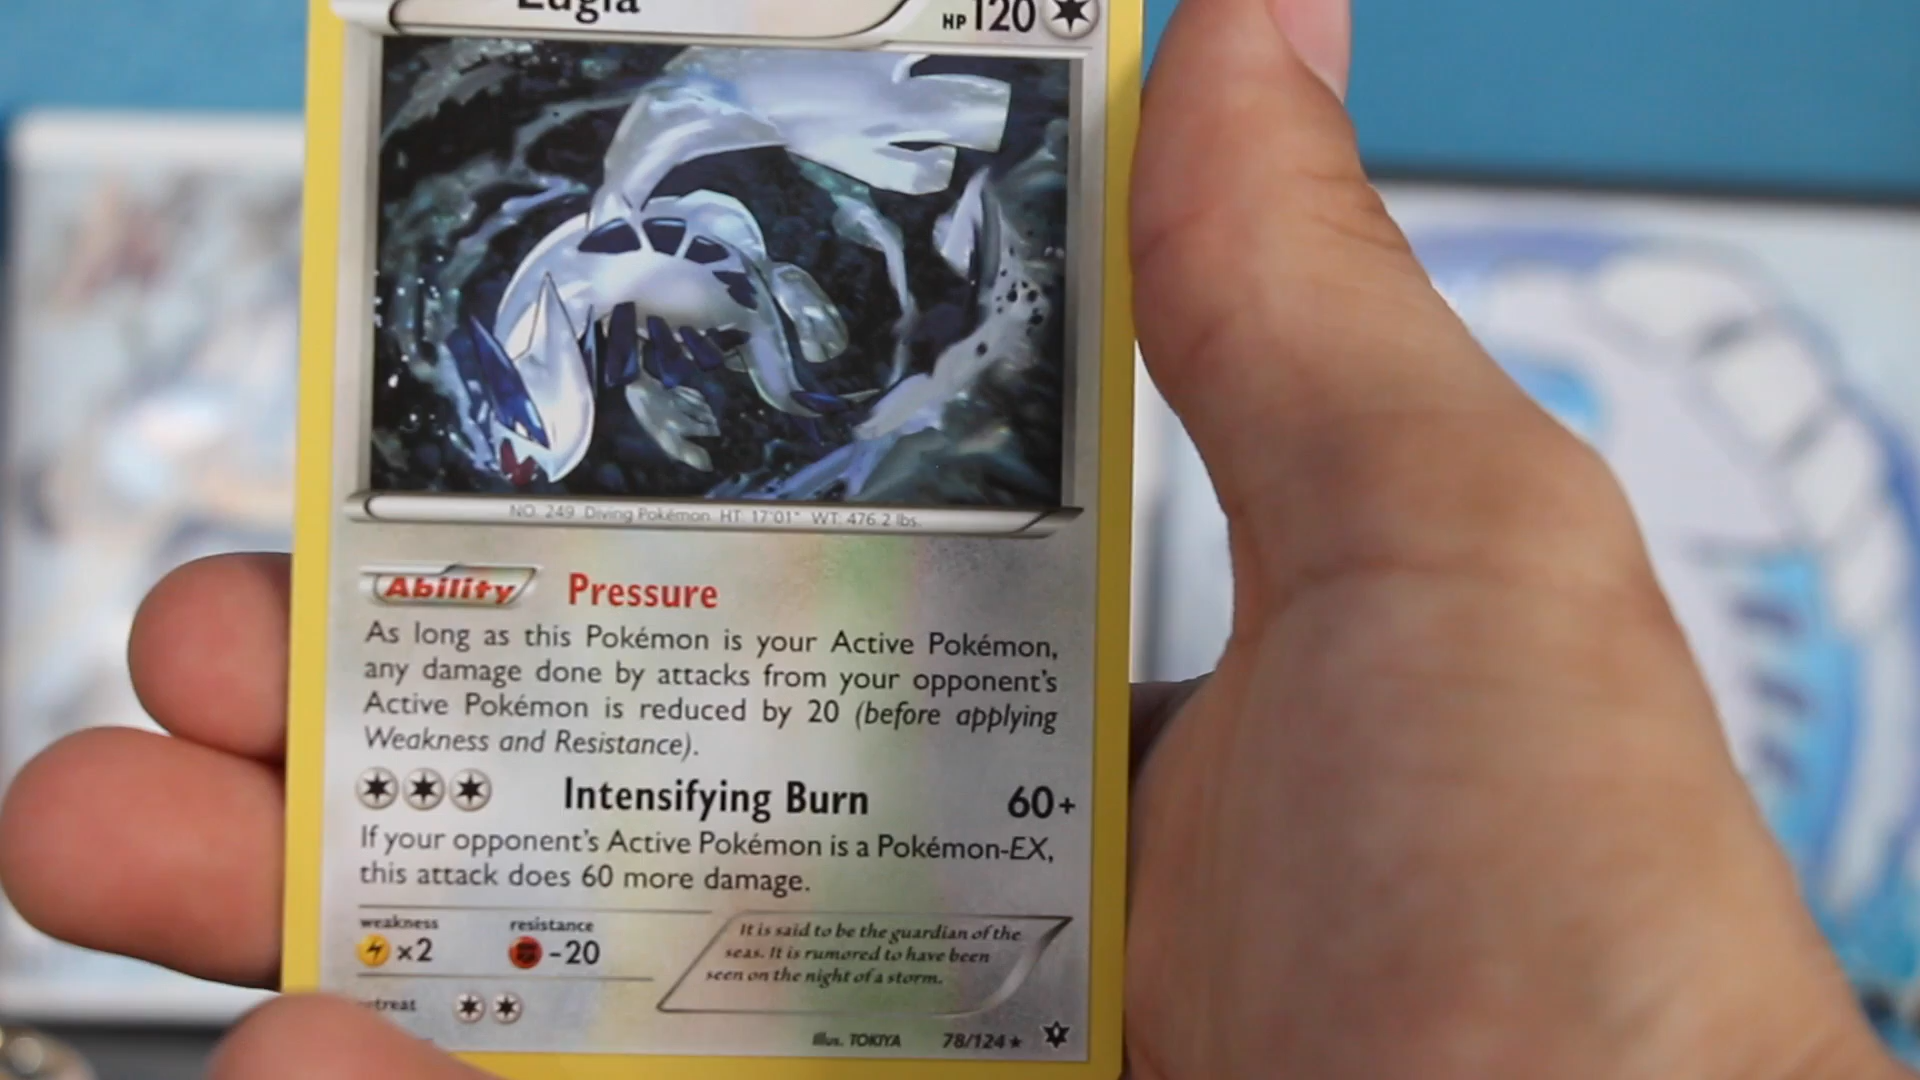 Lugia HP 120
NO. 249 Diving Pokémon HT: 17'01" WT: 476.2 lbs.
Ability Pressure
As long as this Pokémon is your Active Pokémon,
any damage done by attacks from your opponent's
Active Pokémon is reduced by 20 (before applying
Weakness and Resistance).
Intensifying Burn 60+
If your opponent's Active Pokémon is a Pokémon-EX,
this attack does 60 more damage.
weakness resistance
×2 -20
It is said to be the guardian of the
seas. It is rumored to have been
seen on the night of a storm.
retreat
Illus. TOKIYA 78/124